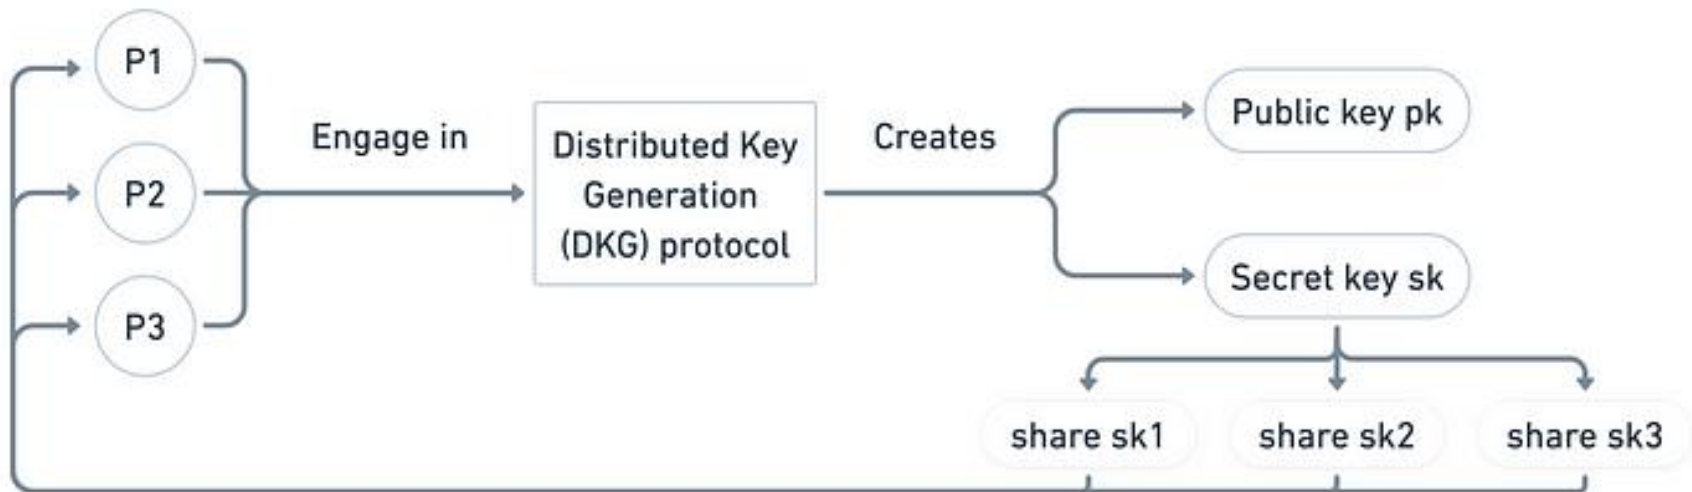 P1
P2
P3
Engage in
Distributed Key
Generation
(DKG) protocol
Creates
Public key pk
Secret key sk
share sk1
share sk2
share sk3